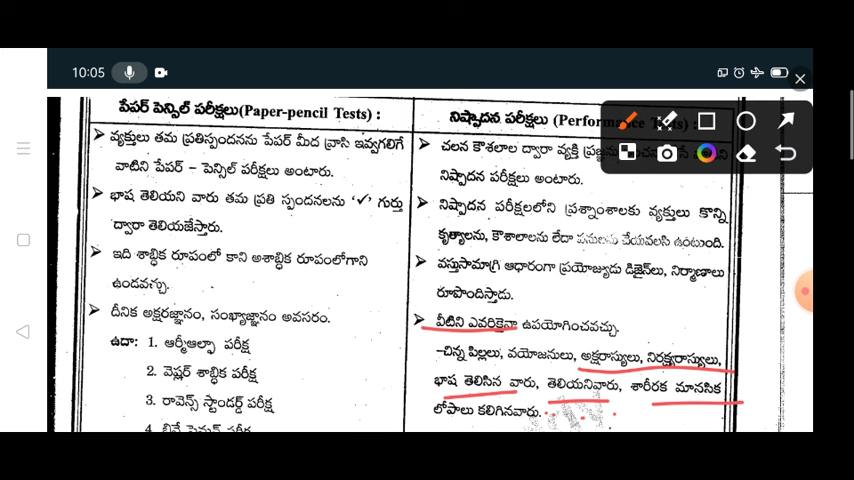 10:05
పేపర్ పెన్సిల్ పరీక్షలు(Paper-pencil Tests) :
➤ వ్యక్తులు తమ ప్రతిస్పందనను పేపర్ మీద వ్రాసి ఇవ్వగలిగే
వాటిని పేపర్ – పెన్సిల్ పరీక్షలు అంటారు.
➤ భాష తెలియని వారు తమ ప్రతి స్పందనలను '✓' గుర్తు
ద్వారా తెలియజేస్తారు.
➤ ఇది శాబ్ధిక రూపంలో కాని అశాబ్ధిక రూపంలోగాని
ఉండవచ్చు.
➤ దీనిక అక్షరజ్ఞానం, సంఖ్యాజ్ఞానం అవసరం.
ఉదా: 1. ఆర్మీఆల్ఫా పరీక్ష
2. వెష్లర్ శాబ్ధిక పరీక్ష
3. రావెన్స్ స్టాండర్డ్ పరీక్ష
4.
నిష్పాదన పరీక్షలు (Performance Tests) :
➤ చలన కౌశలాల ద్వారా వ్యక్తి
నిష్పాదన పరీక్షలు అంటారు.
➤ నిష్పాదన పరీక్షలలోని ప్రశ్నాంశాలకు వ్యక్తులు కొన్ని
కృత్యాలను, కౌశాలాలను లేదా పనులను చేయవలసి ఉంటుంది.
➤ వస్తుసామాగ్రి ఆధారంగా ప్రయోజ్యుడు డిజైన్‌లు, నిర్మాణాలు
రూపొందిస్తాడు.
➤ వీటిని ఎవరికైనా ఉపయోగించవచ్చు.
–చిన్న పిల్లలు, వయోజనులు, అక్షరాస్యులు, నిరక్ష్యరాస్యులు,
భాష తెలిసిన వారు, తెలియనివారు, శారీరక మానసిక
లోపాలు కలిగినవారు.